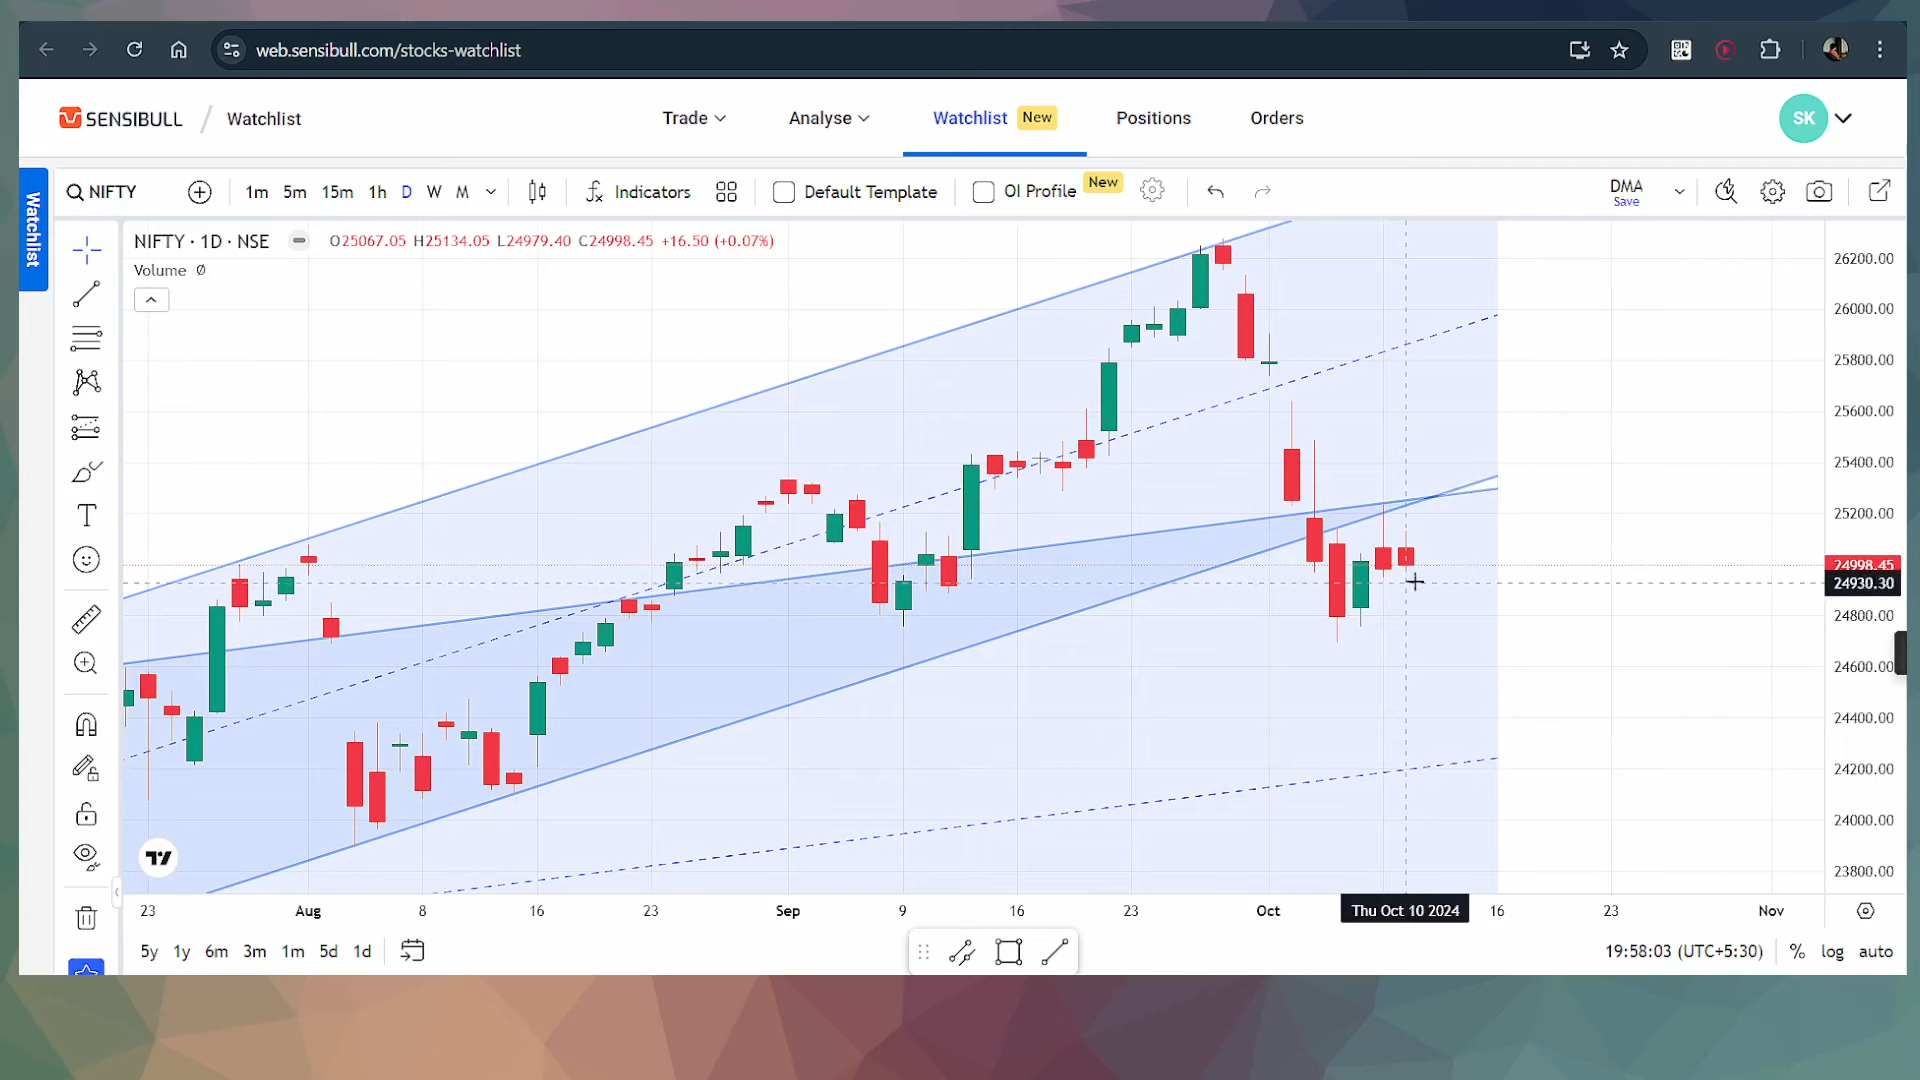 web.sensibull.com/stocks-watchlist
SENSIBULL / Watchlist
Trade Analyse Watchlist New Positions Orders SK
Watchlist
NIFTY 1m 5m 15m 1h D W M Indicators Default Template OI Profile New DMA
Save
NIFTY · 1D · NSE O25067.05 H25134.05 L24979.40 C24998.45 +16.50 (+0.07%)
Volume Ø
26200.00
26000.00
25800.00
25600.00
25400.00
25200.00
24998.45
24930.30
24800.00
24600.00
24400.00
24200.00
24000.00
23800.00
23 Aug 8 16 23 Sep 9 16 23 Oct Thu Oct 10 2024 16 23 Nov
5y 1y 6m 3m 1m 5d 1d 19:58:03 (UTC+5:30) % log auto